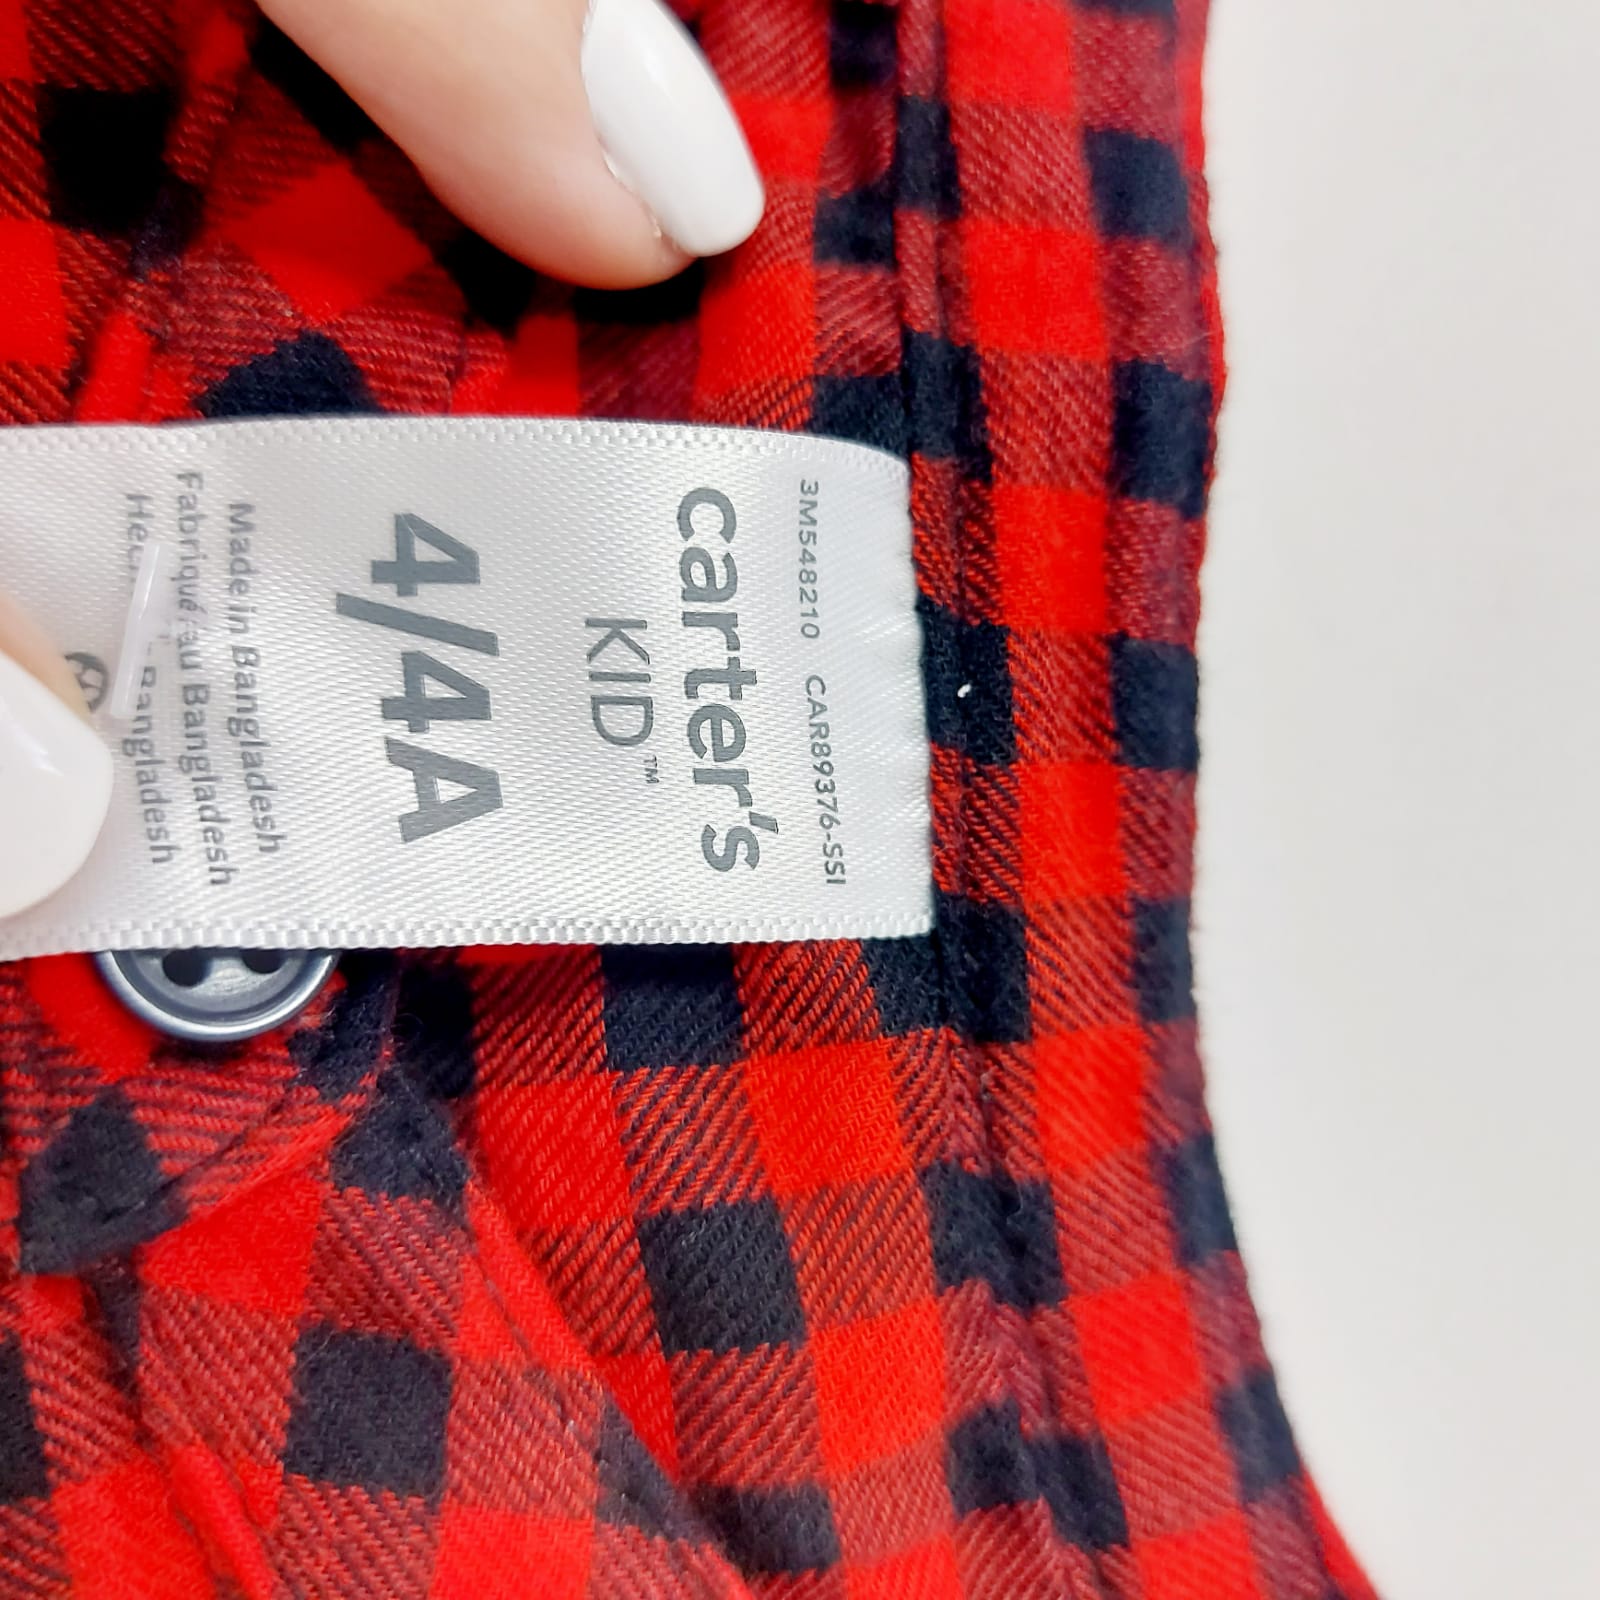 3M548210 CAR89376-SSI
carter's
KID™
4/4A
Made in Bangladesh
Fabriqué au Bangladesh
Bangladesh